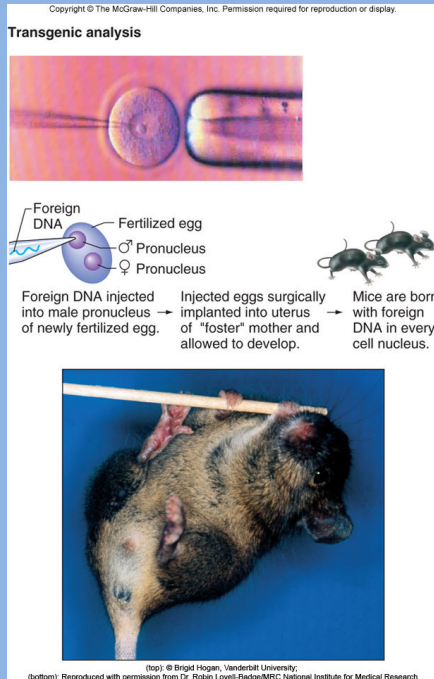 Copyright © The McGraw-Hill Companies, Inc. Permission required for reproduction or display.
Transgenic analysis
Foreign
DNA
Fertilized egg
♂ Pronucleus
♀ Pronucleus
Foreign DNA injected
into male pronucleus
of newly fertilized egg.
Injected eggs surgically
implanted into uterus
of "foster" mother and
allowed to develop.
Mice are born
with foreign
DNA in every
cell nucleus.
(top): © Brigid Hogan, Vanderbilt University;
(bottom): Reproduced with permission from Dr. Robin Lovell-Badge/MRC National Institute for Medical Research